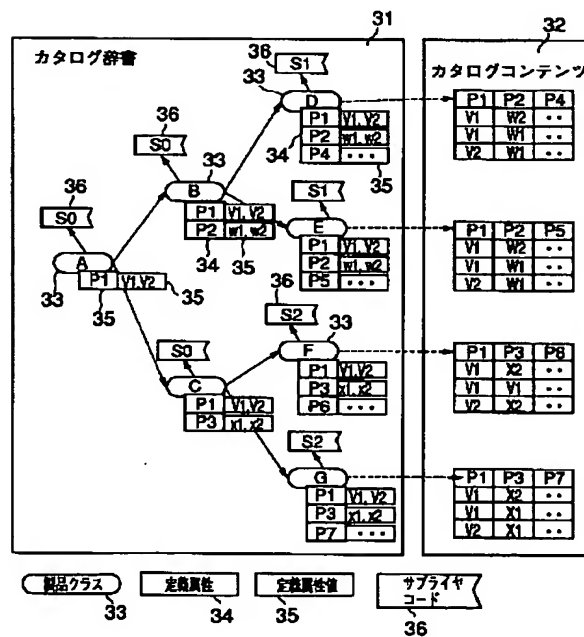 31
32
カタログ辞書
カタログコンテンツ
36
S1
33
D
P1 V1, V2
P2 w1, w2
P4 ・・・
34
35
P1 P2 P4
V1 W2 ・・
V1 W1 ・・
V2 W1 ・・
36
S0
33
B
P1 V1, V2
P2 w1, w2
34
35
S1
E
P1 V1, V2
P2 w1, w2
P5 ・・・
36
P1 P2 P5
V1 W2 ・・
V1 W1 ・・
V2 W1 ・・
36
S0
A
33
P1 V1, V2
35
35
S2
33
F
P1 V1, V2
P3 x1, x2
P6 ・・・
P1 P3 P6
V1 X2 ・・
V1 V1 ・・
V2 X2 ・・
S0
C
P1 V1, V2
P3 x1, x2
S2
G
P1 V1, V2
P3 x1, x2
P7 ・・・
P1 P3 P7
V1 X2 ・・
V1 X1 ・・
V2 X1 ・・
製品クラス
33
定義属性
34
定義属性値
35
サプライヤ
コード
36